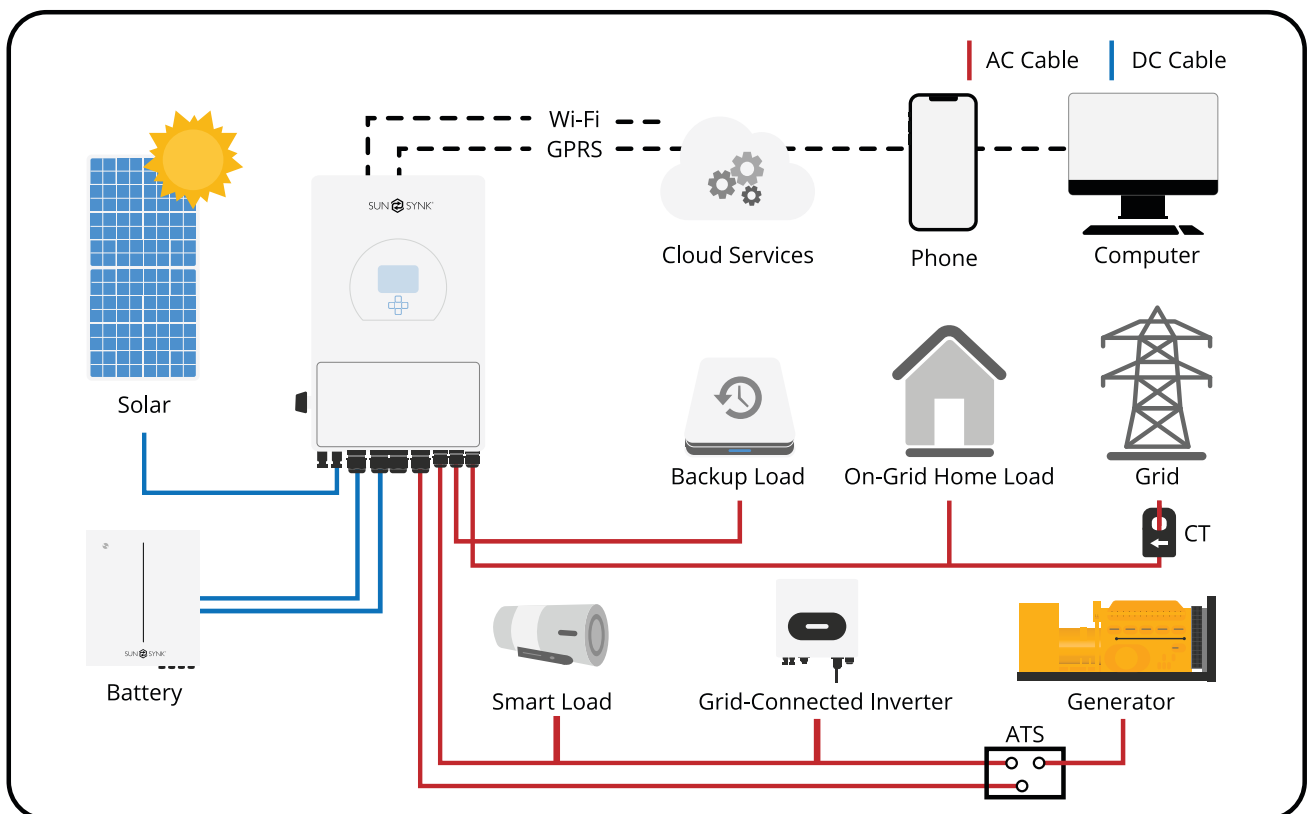 AC Cable
DC Cable
Wi-Fi
GPRS
SUN SYNK
Cloud Services
Phone
Computer
Solar
Backup Load
On-Grid Home Load
Grid
CT
SUN SYNK
Battery
Smart Load
Grid-Connected Inverter
Generator
ATS